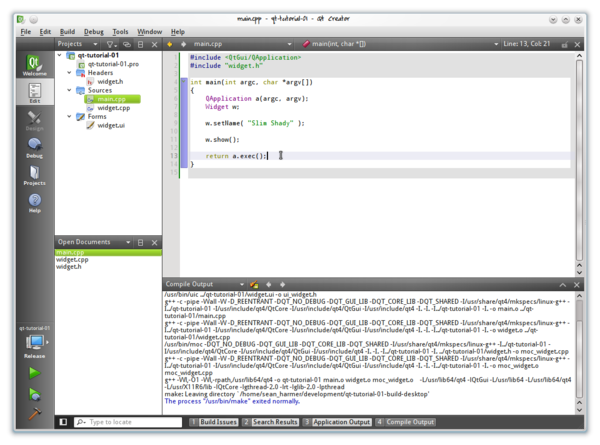 main.cpp - qt-tutorial-01 - Qt Creator
File Edit Build Debug Tools Window Help
Projects
main.cpp
main(int, char *[])
Line: 13, Col: 21
Welcome
Edit
Design
Debug
Projects
Help
qt-tutorial-01
qt-tutorial-01.pro
Headers
widget.h
Sources
main.cpp
widget.cpp
Forms
widget.ui
#include <QtGui/QApplication>
#include "widget.h"
int main(int argc, char *argv[])
{
QApplication a(argc, argv);
Widget w;
w.setName( "Slim Shady" );
w.show();
return a.exec();
}
Open Documents
main.cpp
widget.cpp
widget.h
qt-tutorial-01
Release
Compile Output
/usr/bin/uic ../qt-tutorial-01/widget.ui -o ui_widget.h
g++ -c -pipe -Wall -W -D_REENTRANT -DQT_NO_DEBUG -DQT_GUI_LIB -DQT_CORE_LIB -DQT_SHARED -I/usr/share/qt4/mkspecs/linux-g++ -
I../qt-tutorial-01 -I/usr/include/qt4/QtCore -I/usr/include/qt4/QtGui -I/usr/include/qt4 -I. -I. -I../qt-tutorial-01 -I. -o main.o ../qt-
tutorial-01/main.cpp
g++ -c -pipe -Wall -W -D_REENTRANT -DQT_NO_DEBUG -DQT_GUI_LIB -DQT_CORE_LIB -DQT_SHARED -I/usr/share/qt4/mkspecs/linux-g++ -
I../qt-tutorial-01 -I/usr/include/qt4/QtCore -I/usr/include/qt4/QtGui -I/usr/include/qt4 -I. -I. -I../qt-tutorial-01 -I. -o widget.o ../qt-
tutorial-01/widget.cpp
/usr/bin/moc -DQT_NO_DEBUG -DQT_GUI_LIB -DQT_CORE_LIB -DQT_SHARED -I/usr/share/qt4/mkspecs/linux-g++ -I../qt-tutorial-01 -
I/usr/include/qt4/QtCore -I/usr/include/qt4/QtGui -I/usr/include/qt4 -I. -I. -I../qt-tutorial-01 -I. ../qt-tutorial-01/widget.h -o moc_widget.cpp
g++ -c -pipe -Wall -W -D_REENTRANT -DQT_NO_DEBUG -DQT_GUI_LIB -DQT_CORE_LIB -DQT_SHARED -I/usr/share/qt4/mkspecs/linux-g++ -
I../qt-tutorial-01 -I/usr/include/qt4/QtCore -I/usr/include/qt4/QtGui -I/usr/include/qt4 -I. -I. -I../qt-tutorial-01 -I. -o moc_widget.o
moc_widget.cpp
g++ -Wl,-O1 -Wl,-rpath,/usr/lib64/qt4 -o qt-tutorial-01 main.o widget.o moc_widget.o -L/usr/lib64/qt4 -lQtGui -L/usr/lib64 -L/usr/lib64/qt4
-L/usr/X11R6/lib -lQtCore -lgthread-2.0 -lrt -lglib-2.0 -lpthread
make: Leaving directory `/home/sean_harmer/development/qt-tutorial-01-build-desktop'
The process "/usr/bin/make" exited normally.
Type to locate
1 Build Issues 2 Search Results 3 Application Output 4 Compile Output